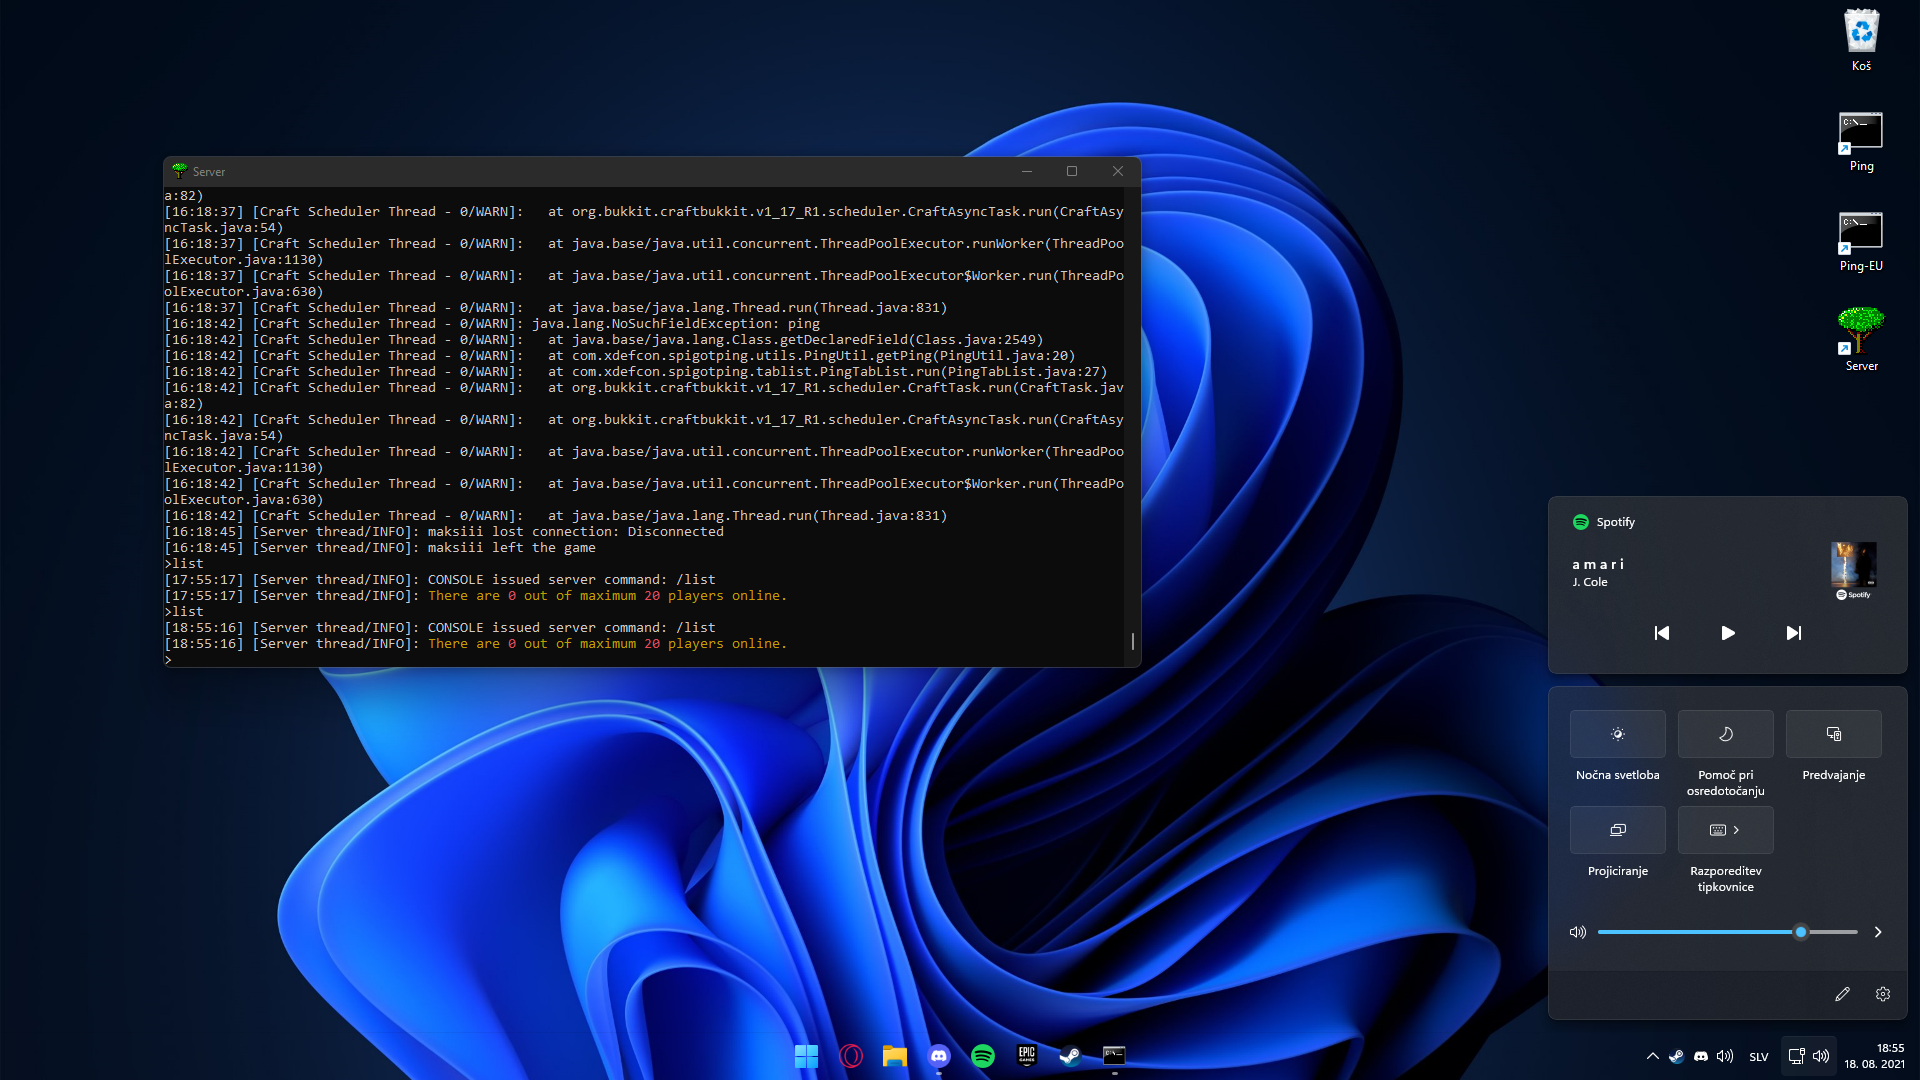 Koš
Ping
Ping-EU
Server
Server
a:82)
[16:18:37] [Craft Scheduler Thread - 0/WARN]:   at org.bukkit.craftbukkit.v1_17_R1.scheduler.CraftAsyncTask.run(CraftAsy
ncTask.java:54)
[16:18:37] [Craft Scheduler Thread - 0/WARN]:   at java.base/java.util.concurrent.ThreadPoolExecutor.runWorker(ThreadPoo
lExecutor.java:1130)
[16:18:37] [Craft Scheduler Thread - 0/WARN]:   at java.base/java.util.concurrent.ThreadPoolExecutor$Worker.run(ThreadPo
olExecutor.java:630)
[16:18:37] [Craft Scheduler Thread - 0/WARN]:   at java.base/java.lang.Thread.run(Thread.java:831)
[16:18:42] [Craft Scheduler Thread - 0/WARN]: java.lang.NoSuchFieldException: ping
[16:18:42] [Craft Scheduler Thread - 0/WARN]:   at java.base/java.lang.Class.getDeclaredField(Class.java:2549)
[16:18:42] [Craft Scheduler Thread - 0/WARN]:   at com.xdefcon.spigotping.utils.PingUtil.getPing(PingUtil.java:20)
[16:18:42] [Craft Scheduler Thread - 0/WARN]:   at com.xdefcon.spigotping.tablist.PingTabList.run(PingTabList.java:27)
[16:18:42] [Craft Scheduler Thread - 0/WARN]:   at org.bukkit.craftbukkit.v1_17_R1.scheduler.CraftTask.run(CraftTask.jav
a:82)
[16:18:42] [Craft Scheduler Thread - 0/WARN]:   at org.bukkit.craftbukkit.v1_17_R1.scheduler.CraftAsyncTask.run(CraftAsy
ncTask.java:54)
[16:18:42] [Craft Scheduler Thread - 0/WARN]:   at java.base/java.util.concurrent.ThreadPoolExecutor.runWorker(ThreadPoo
lExecutor.java:1130)
[16:18:42] [Craft Scheduler Thread - 0/WARN]:   at java.base/java.util.concurrent.ThreadPoolExecutor$Worker.run(ThreadPo
olExecutor.java:630)
[16:18:42] [Craft Scheduler Thread - 0/WARN]:   at java.base/java.lang.Thread.run(Thread.java:831)
[16:18:45] [Server thread/INFO]: maksiii lost connection: Disconnected
[16:18:45] [Server thread/INFO]: maksiii left the game
>list
[17:55:17] [Server thread/INFO]: CONSOLE issued server command: /list
[17:55:17] [Server thread/INFO]: There are 0 out of maximum 20 players online.
>list
[18:55:16] [Server thread/INFO]: CONSOLE issued server command: /list
[18:55:16] [Server thread/INFO]: There are 0 out of maximum 20 players online.
>
Spotify
a m a r i
J. Cole
Spotify
Nočna svetloba
Pomoč pri
osredotočanju
Predvajanje
Projiciranje
Razporeditev
tipkovnice
EPIC
GAMES
SLV
18:55
18. 08. 2021